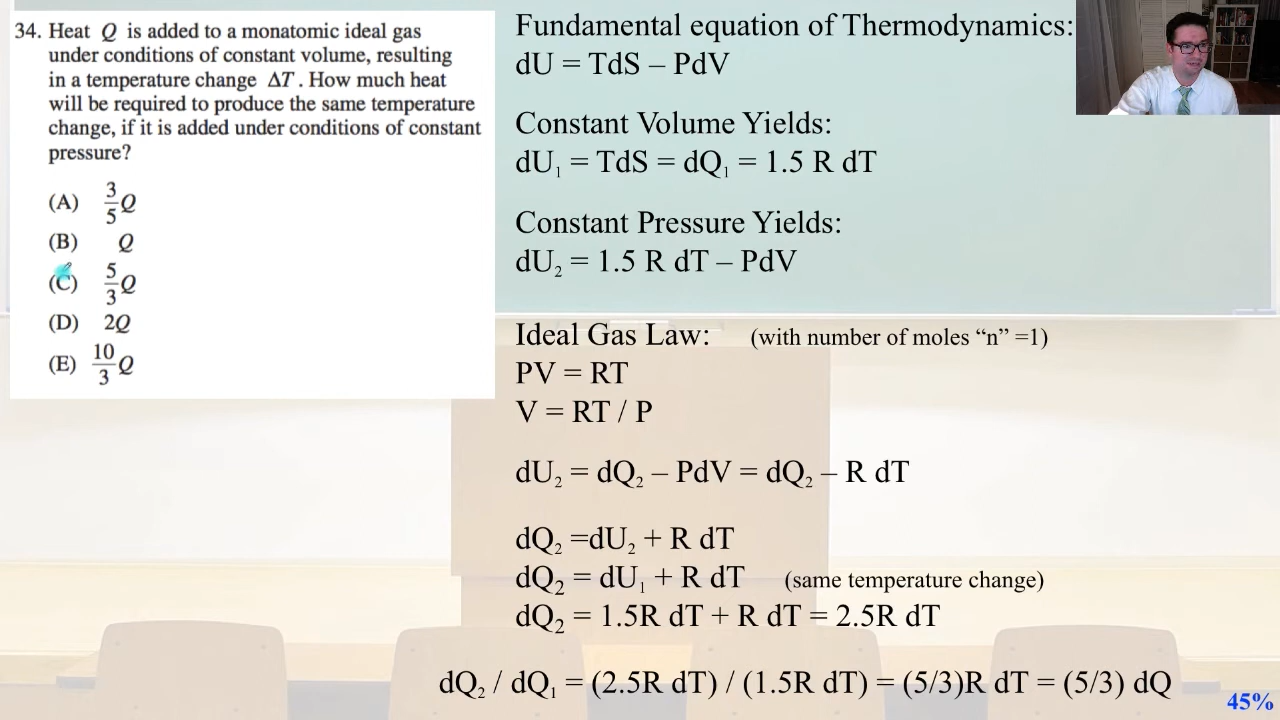 34. Heat Q is added to a monatomic ideal gas
under conditions of constant volume, resulting
in a temperature change ΔT. How much heat
will be required to produce the same temperature
change, if it is added under conditions of constant
pressure?
(A) 3/5 Q
(B) Q
(C) 5/3 Q
(D) 2Q
(E) 10/3 Q
Fundamental equation of Thermodynamics:
dU = TdS – PdV
Constant Volume Yields:
dU₁ = TdS = dQ₁ = 1.5 R dT
Constant Pressure Yields:
dU₂ = 1.5 R dT – PdV
Ideal Gas Law: (with number of moles “n” =1)
PV = RT
V = RT / P
dU₂ = dQ₂ – PdV = dQ₂ – R dT
dQ₂ =dU₂ + R dT
dQ₂ = dU₁ + R dT (same temperature change)
dQ₂ = 1.5R dT + R dT = 2.5R dT
dQ₂ / dQ₁ = (2.5R dT) / (1.5R dT) = (5/3)R dT = (5/3) dQ
45%